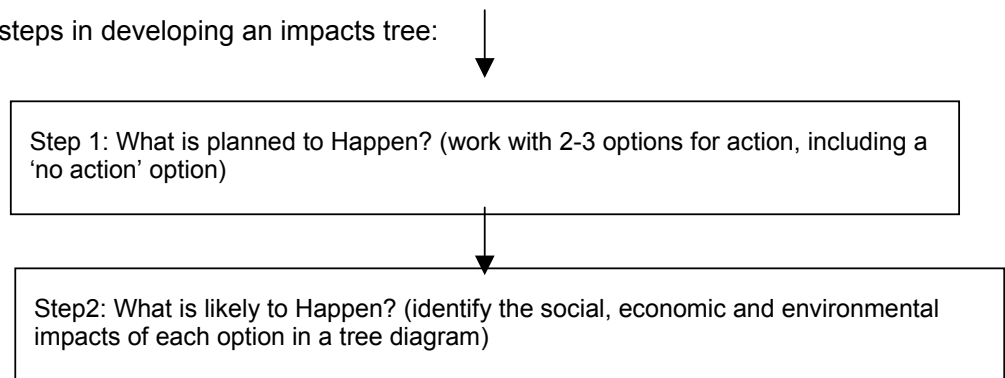 steps in developing an impacts tree:
Step 1: What is planned to Happen? (work with 2-3 options for action, including a
‘no action’ option)
Step2: What is likely to Happen? (identify the social, economic and environmental
impacts of each option in a tree diagram)